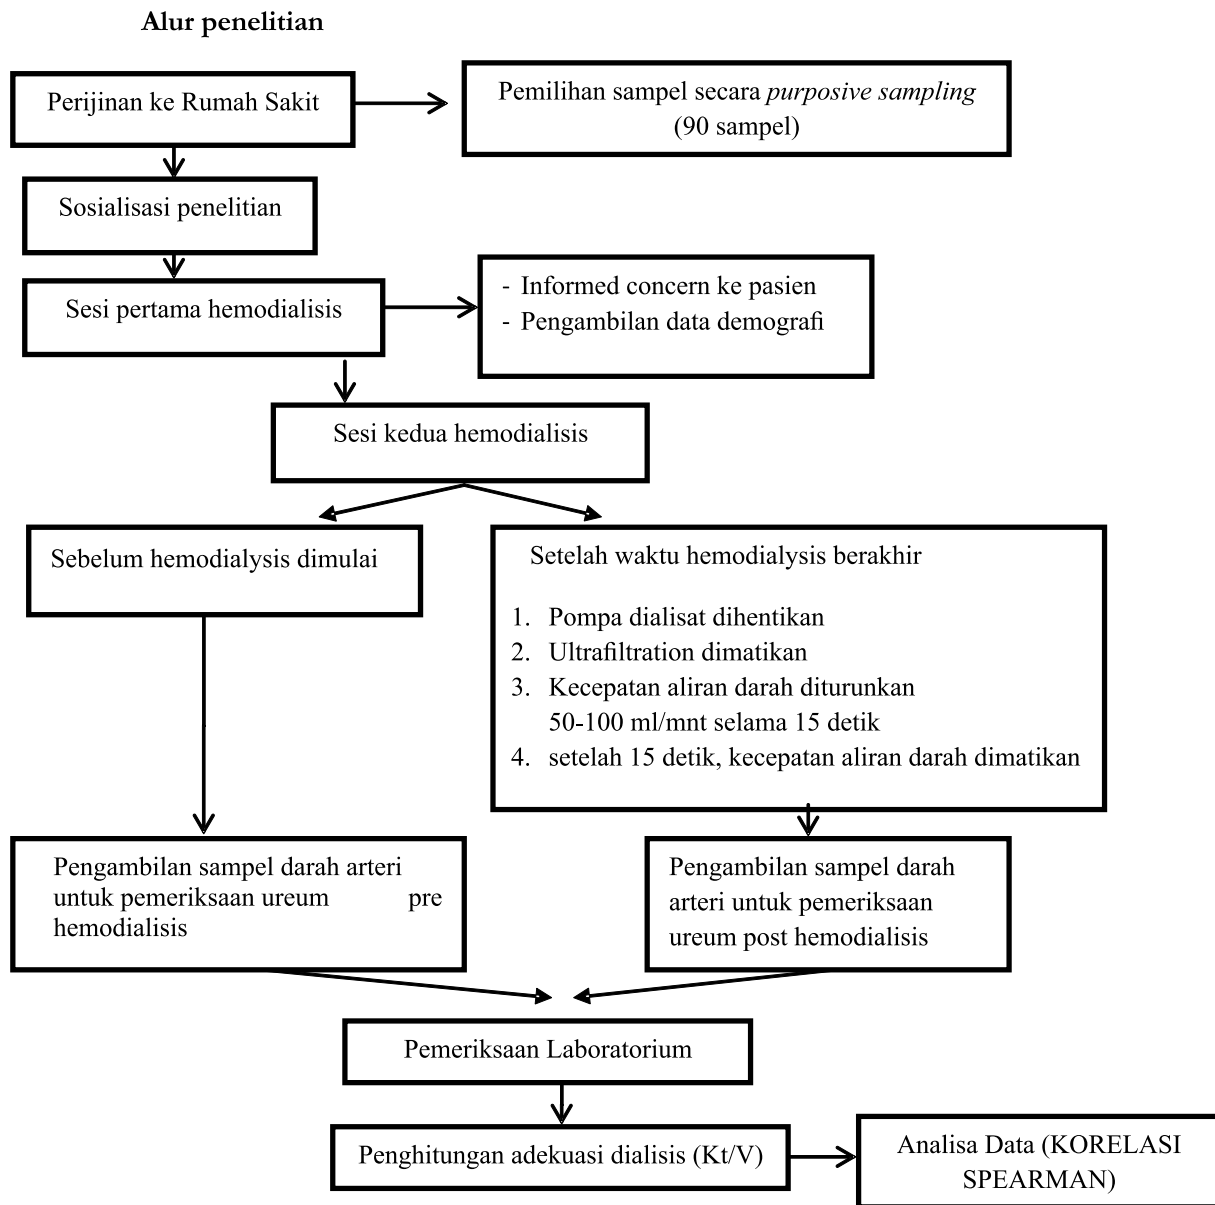 Alur penelitian
Perijinan ke Rumah Sakit
Pemilihan sampel secara purposive sampling
(90 sampel)
Sosialisasi penelitian
Sesi pertama hemodialisis
- Informed concern ke pasien
- Pengambilan data demografi
Sesi kedua hemodialisis
Sebelum hemodialysis dimulai
Setelah waktu hemodialysis berakhir
1. Pompa dialisat dihentikan
2. Ultrafiltration dimatikan
3. Kecepatan aliran darah diturunkan
50-100 ml/mnt selama 15 detik
4. setelah 15 detik, kecepatan aliran darah dimatikan
Pengambilan sampel darah arteri
untuk pemeriksaan ureum pre
hemodialisis
Pengambilan sampel darah
arteri untuk pemeriksaan
ureum post hemodialisis
Pemeriksaan Laboratorium
Penghitungan adekuasi dialisis (Kt/V)
Analisa Data (KORELASI
SPEARMAN)